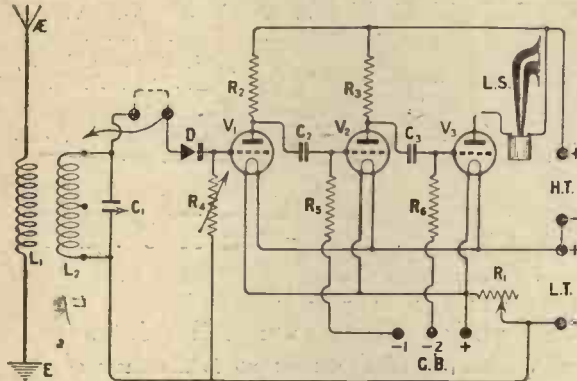 Æ
L.S.
R₂
R₃
D
V₁
C₂
V₂
C₃
V₃
+
C₁
R₄
R₅
R₆
H.T.
L₁
L₂
−
+
R₁
L.T.
−
-1
-2
+
G.B.
E